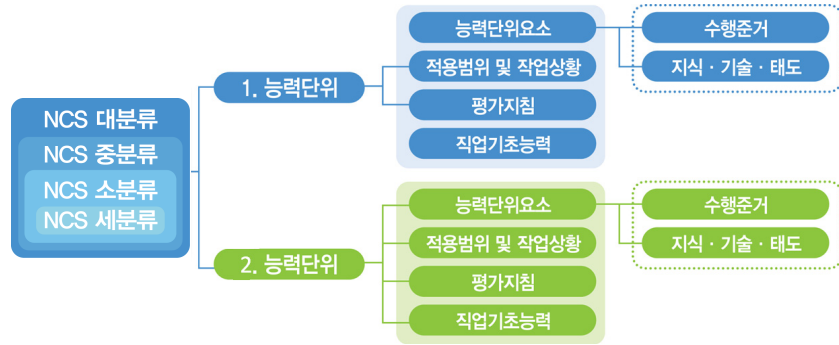 NCS 대분류
NCS 중분류
NCS 소분류
NCS 세분류
1. 능력단위
능력단위요소
적용범위 및 작업상황
평가지침
직업기초능력
수행준거
지식 · 기술 · 태도
2. 능력단위
능력단위요소
적용범위 및 작업상황
평가지침
직업기초능력
수행준거
지식 · 기술 · 태도